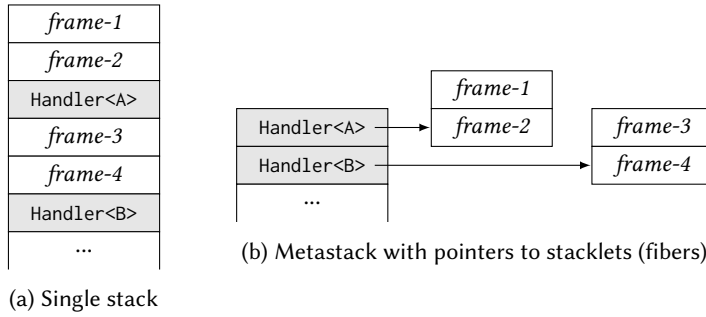 frame-1
frame-2
Handler<A>
frame-3
frame-4
Handler<B>
...
(a) Single stack
Handler<A>
Handler<B>
...
frame-1
frame-2
frame-3
frame-4
(b) Metastack with pointers to stacklets (fibers)